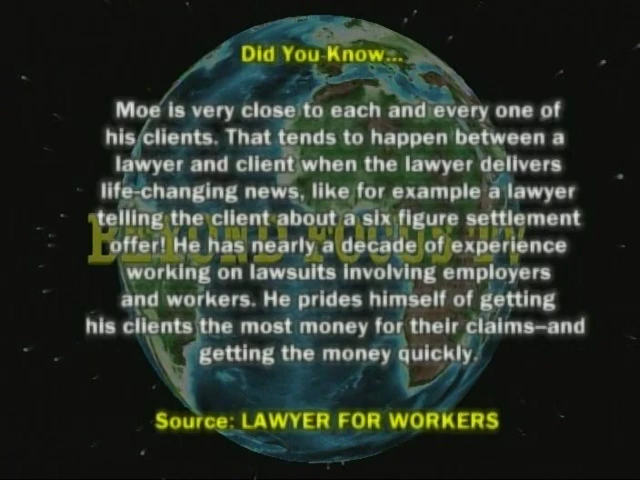 Did You Know...
Moe is very close to each and every one of
his clients. That tends to happen between a
lawyer and client when the lawyer delivers
life-changing news, like for example a lawyer
telling the client about a six figure settlement
BEYOND FOCUS TV
offer! He has nearly a decade of experience
working on lawsuits involving employers
and workers. He prides himself of getting
his clients the most money for their claims—and
getting the money quickly.
Source: LAWYER FOR WORKERS